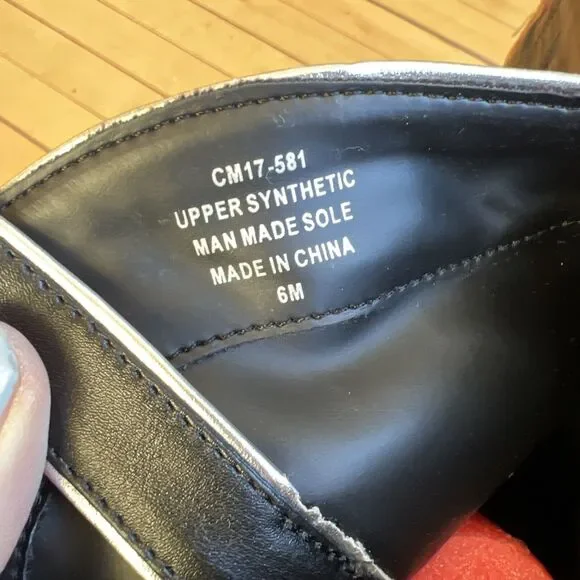 CM17-581
UPPER SYNTHETIC
MAN MADE SOLE
MADE IN CHINA
6M